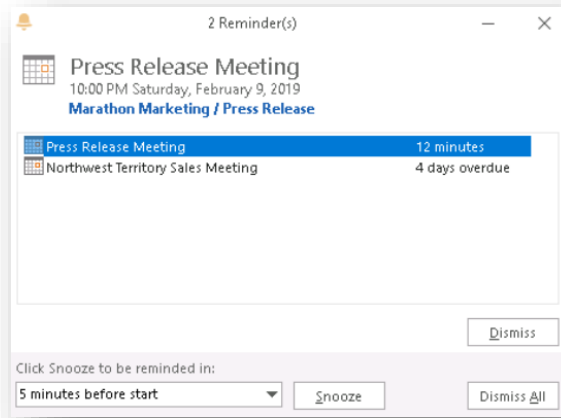 2 Reminder(s)
Press Release Meeting
10:00 PM Saturday, February 9, 2019
Marathon Marketing / Press Release
Press Release Meeting 12 minutes
Northwest Territory Sales Meeting 4 days overdue
Dismiss
Click Snooze to be reminded in:
5 minutes before start Snooze Dismiss All